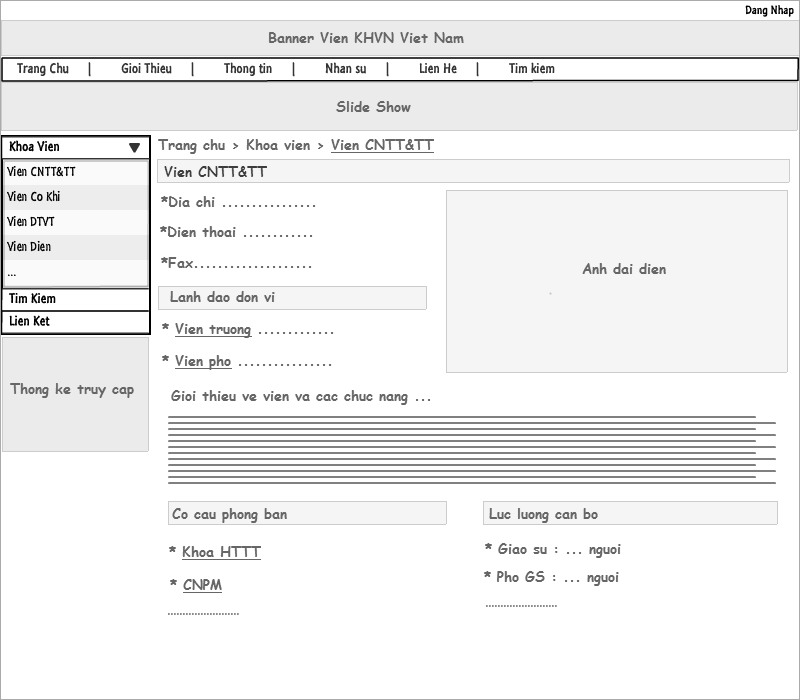 Dang Nhap
Banner Vien KHVN Viet Nam
Trang Chu | Gioi Thieu | Thong tin | Nhan su | Lien He | Tim kiem
Slide Show
Khoa Vien
Vien CNTT&TT
Vien Co Khi
Vien DTVT
Vien Dien
...
Tim Kiem
Lien Ket
Thong ke truy cap
Trang chu > Khoa vien > Vien CNTT&TT
Vien CNTT&TT
*Dia chi ................
*Dien thoai ............
*Fax....................
Anh dai dien
Lanh dao don vi
* Vien truong .............
* Vien pho ................
Gioi thieu ve vien va cac chuc nang ...
Co cau phong ban
* Khoa HTTT
* CNPM
........................
Luc luong can bo
* Giao su : ... nguoi
* Pho GS : ... nguoi
........................